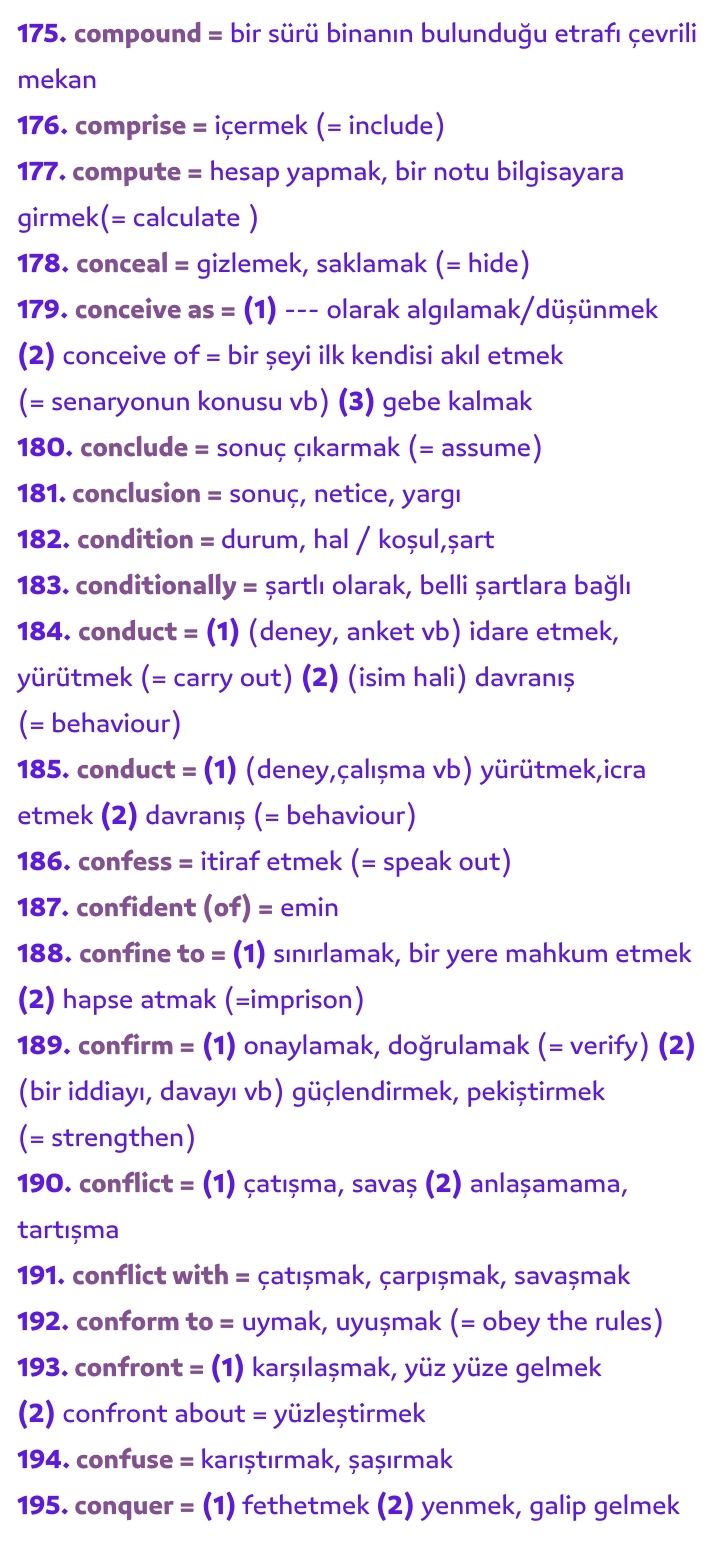 175. compound = bir sürü binanın bulunduğu etrafı çevrili
mekan
176. comprise = içermek (= include)
177. compute = hesap yapmak, bir notu bilgisayara
girmek(= calculate )
178. conceal = gizlemek, saklamak (= hide)
179. conceive as = (1) --- olarak algılamak/düşünmek
(2) conceive of = bir şeyi ilk kendisi akıl etmek
(= senaryonun konusu vb) (3) gebe kalmak
180. conclude = sonuç çıkarmak (= assume)
181. conclusion = sonuç, netice, yargı
182. condition = durum, hal / koşul,şart
183. conditionally = şartlı olarak, belli şartlara bağlı
184. conduct = (1) (deney, anket vb) idare etmek,
yürütmek (= carry out) (2) (isim hali) davranış
(= behaviour)
185. conduct = (1) (deney,çalışma vb) yürütmek,icra
etmek (2) davranış (= behaviour)
186. confess = itiraf etmek (= speak out)
187. confident (of) = emin
188. confine to = (1) sınırlamak, bir yere mahkum etmek
(2) hapse atmak (=imprison)
189. confirm = (1) onaylamak, doğrulamak (= verify) (2)
(bir iddiayı, davayı vb) güçlendirmek, pekiştirmek
(= strengthen)
190. conflict = (1) çatışma, savaş (2) anlaşamama,
tartışma
191. conflict with = çatışmak, çarpışmak, savaşmak
192. conform to = uymak, uyuşmak (= obey the rules)
193. confront = (1) karşılaşmak, yüz yüze gelmek
(2) confront about = yüzleştirmek
194. confuse = karıştırmak, şaşırmak
195. conquer = (1) fethetmek (2) yenmek, galip gelmek